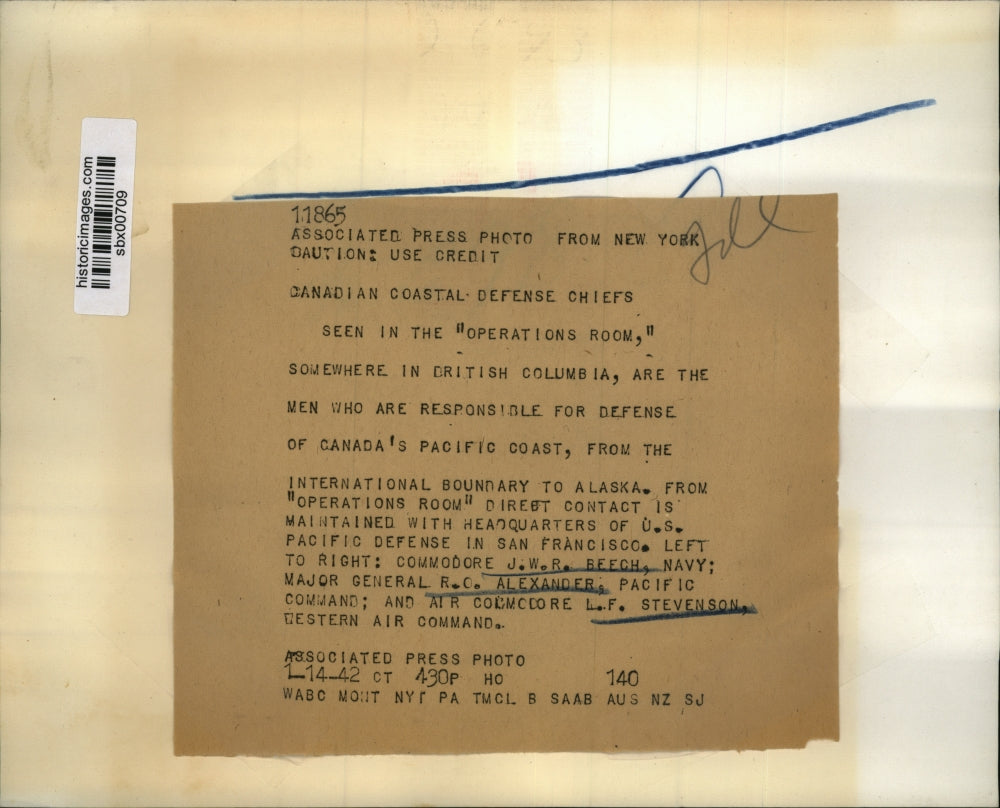 historicimages.com
sbx00709
11865
ASSOCIATED PRESS PHOTO FROM NEW YORK
CAUTION: USE CREDIT
CANADIAN COASTAL DEFENSE CHIEFS
SEEN IN THE "OPERATIONS ROOM,"
SOMEWHERE IN BRITISH COLUMBIA, ARE THE
MEN WHO ARE RESPONSIBLE FOR DEFENSE
OF CANADA'S PACIFIC COAST, FROM THE
INTERNATIONAL BOUNDARY TO ALASKA. FROM
"OPERATIONS ROOM" DIRECT CONTACT IS
MAINTAINED WITH HEADQUARTERS OF U.S.
PACIFIC DEFENSE IN SAN FRANCISCO. LEFT
TO RIGHT: COMMODORE J.W.R. BEECH, NAVY;
MAJOR GENERAL R.O. ALEXANDER, PACIFIC
COMMAND; AND AIR COMMODORE L.F. STEVENSON,
WESTERN AIR COMMAND.
ASSOCIATED PRESS PHOTO
1-14-42 CT 430P HO 140
WABC MONT NYT PA TMCL B SAAB AUS NZ SJ